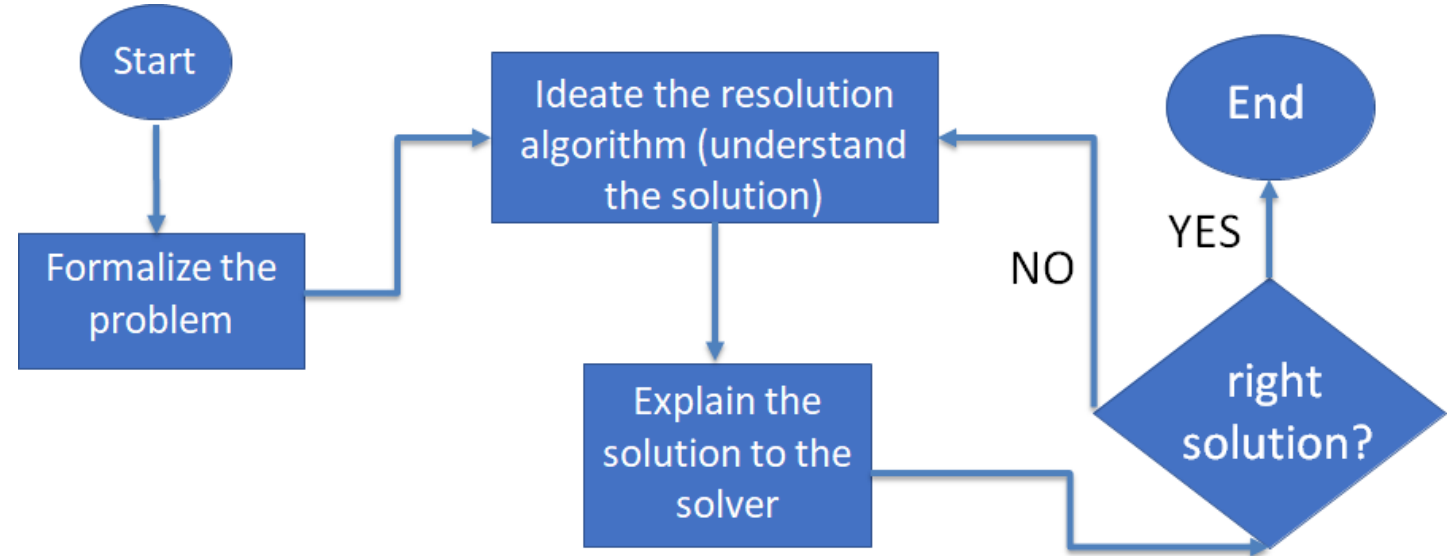 Start
Formalize the
problem
Ideate the resolution
algorithm (understand
the solution)
Explain the
solution to the
solver
right
solution?
NO
YES
End